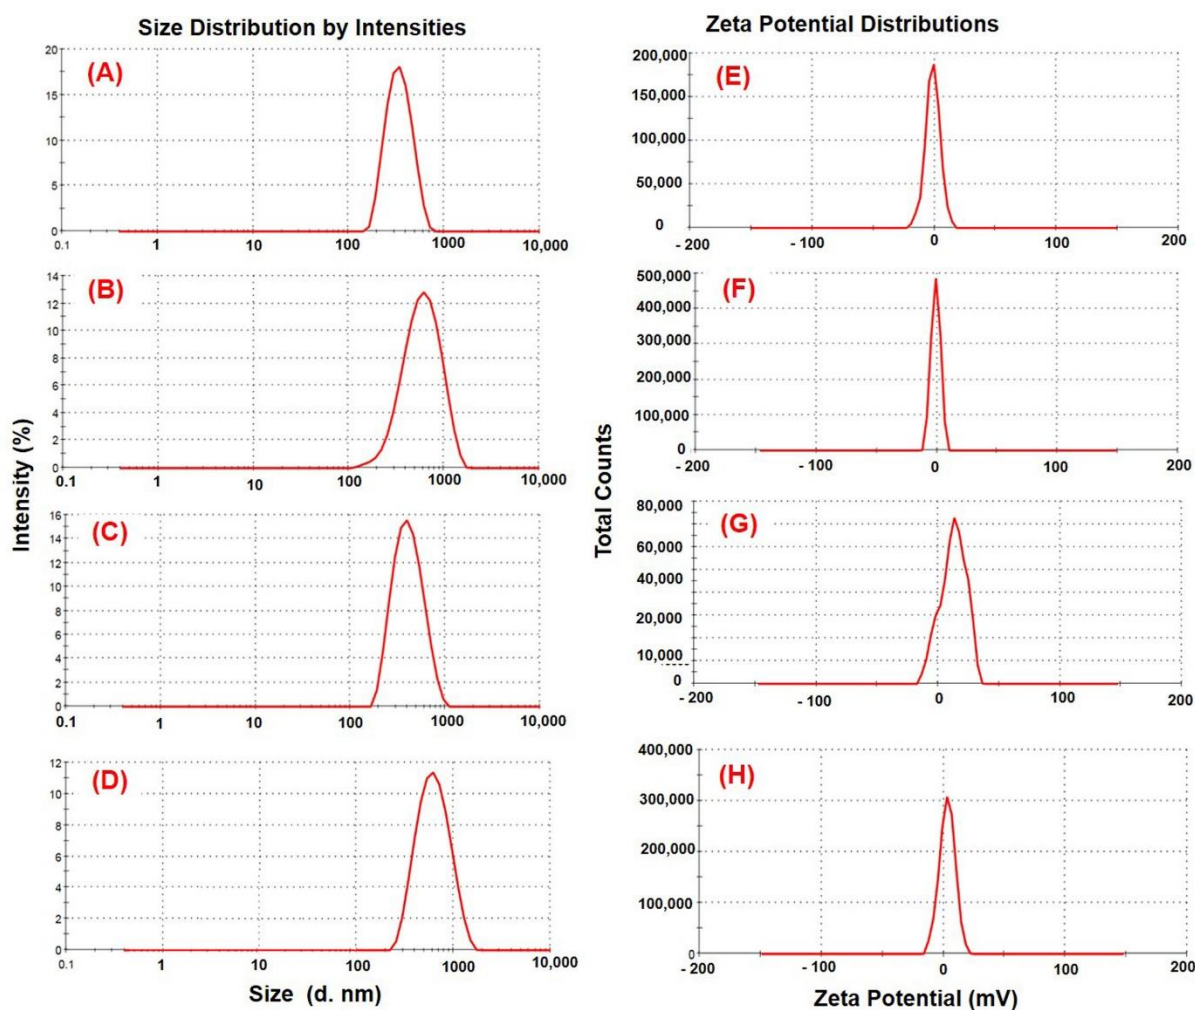 Size Distribution by Intensities
Zeta Potential Distributions
Intensity (%)
(A)
20
15
10
5
0
0.1 1 10 100 1000 10,000
(B)
14
12
10
8
6
4
2
0
0.1 1 10 100 1000 10,000
(C)
16
14
12
10
8
6
4
2
0
0.1 1 10 100 1000 10,000
(D)
12
10
8
6
4
2
0
0.1 1 10 100 1000 10,000
Size (d. nm)
Total Counts
(E)
200,000
150,000
100,000
50,000
0
- 200 - 100 0 100 200
(F)
500,000
400,000
300,000
200,000
100,000
0
- 200 - 100 0 100 200
(G)
80,000
60,000
40,000
20,000
10,000
0
- 200 - 100 0 100 200
(H)
400,000
300,000
200,000
100,000
0
- 200 - 100 0 100 200
Zeta Potential (mV)